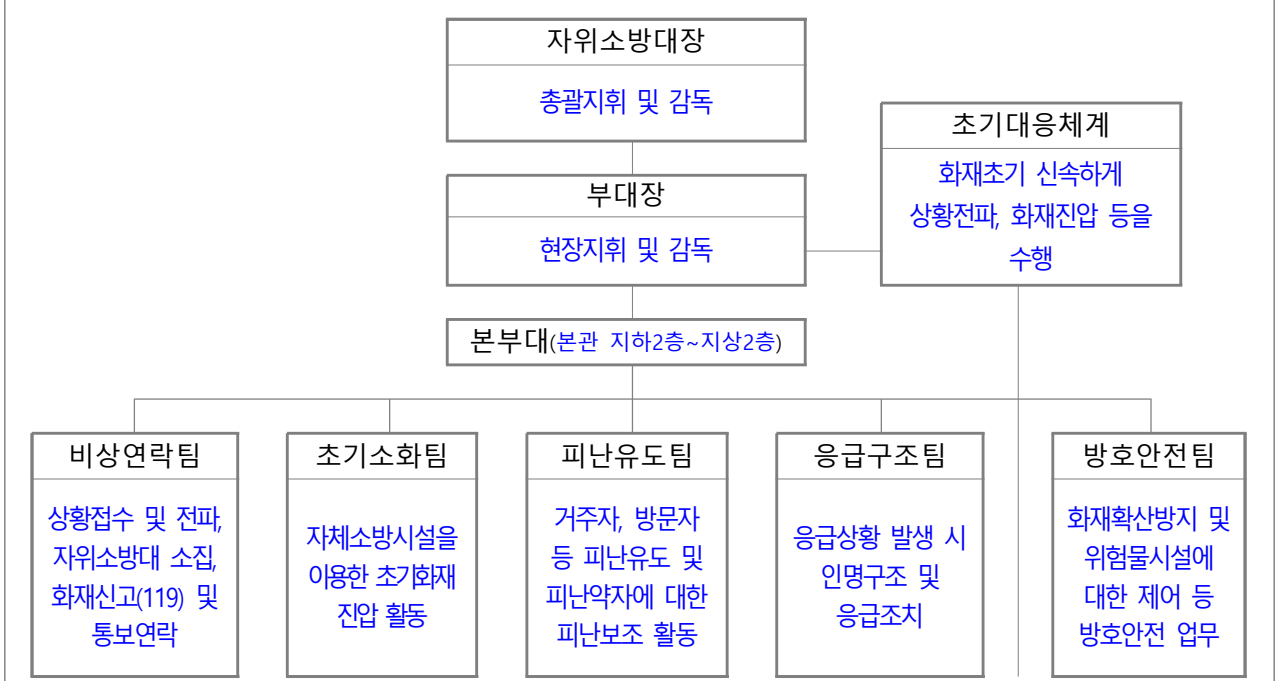 자위소방대장
총괄지휘 및 감독
초기대응체계
화재초기 신속하게
상황전파, 화재진압 등을
수행
부대장
현장지휘 및 감독
본부대(본관 지하2층~지상2층)
비상연락팀
상황접수 및 전파,
자위소방대 소집,
화재신고(119) 및
통보연락
초기소화팀
자체소방시설을
이용한 초기화재
진압 활동
피난유도팀
거주자, 방문자
등 피난유도 및
피난약자에 대한
피난보조 활동
응급구조팀
응급상황 발생 시
인명구조 및
응급조치
방호안전팀
화재확산방지 및
위험물시설에
대한 제어 등
방호안전 업무